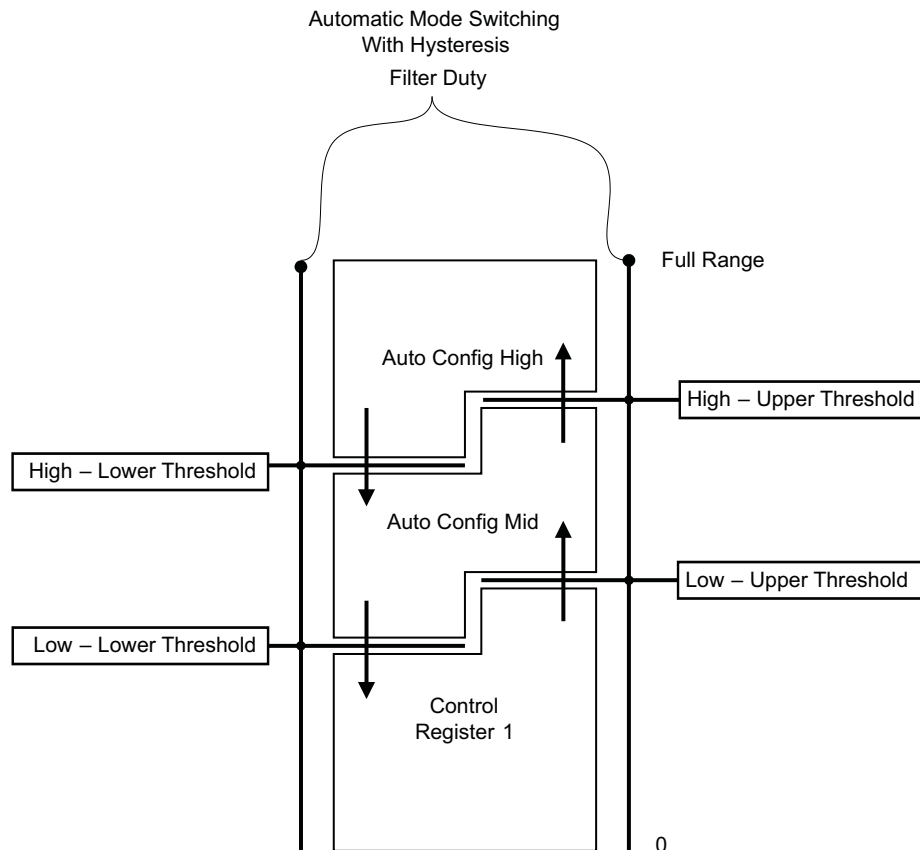 Automatic Mode Switching
With Hysteresis
Filter Duty
Full Range
Auto Config High
High – Upper Threshold
High – Lower Threshold
Auto Config Mid
Low – Upper Threshold
Low – Lower Threshold
Control
Register 1
0